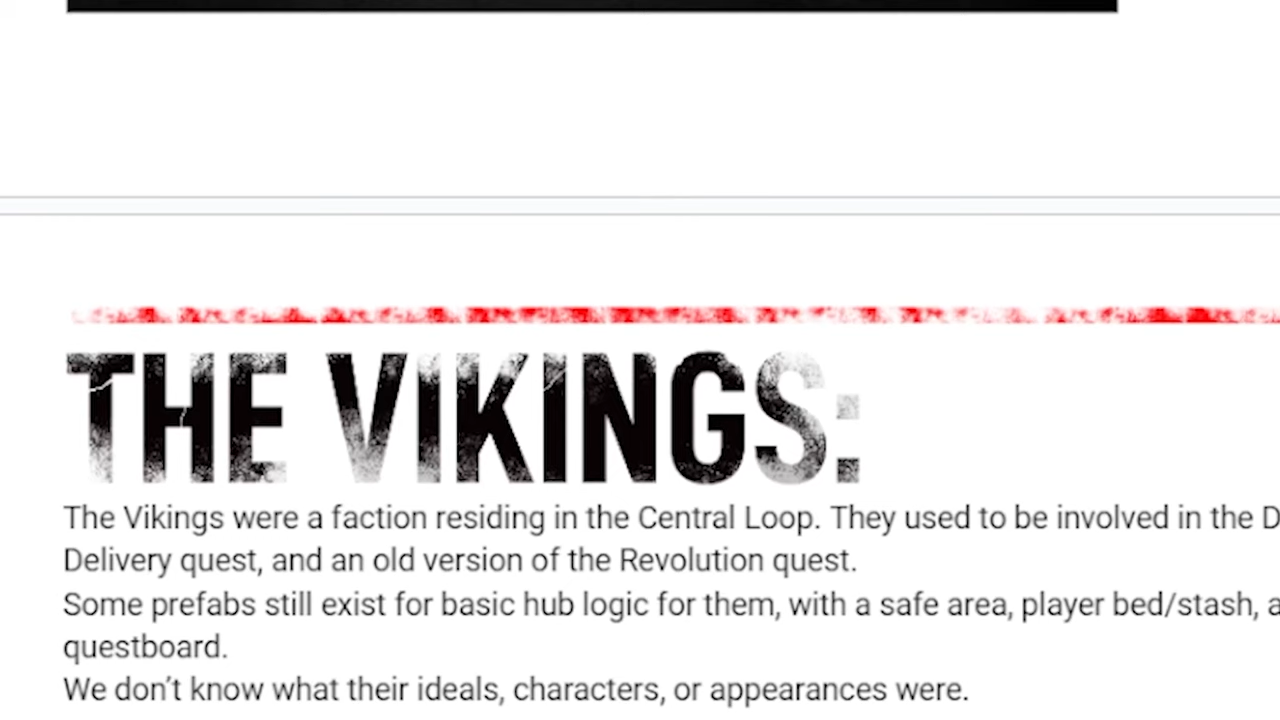 THE VIKINGS:
The Vikings were a faction residing in the Central Loop. They used to be involved in the
Delivery quest, and an old version of the Revolution quest.
Some prefabs still exist for basic hub logic for them, with a safe area, player bed/stash,
questboard.
We don’t know what their ideals, characters, or appearances were.